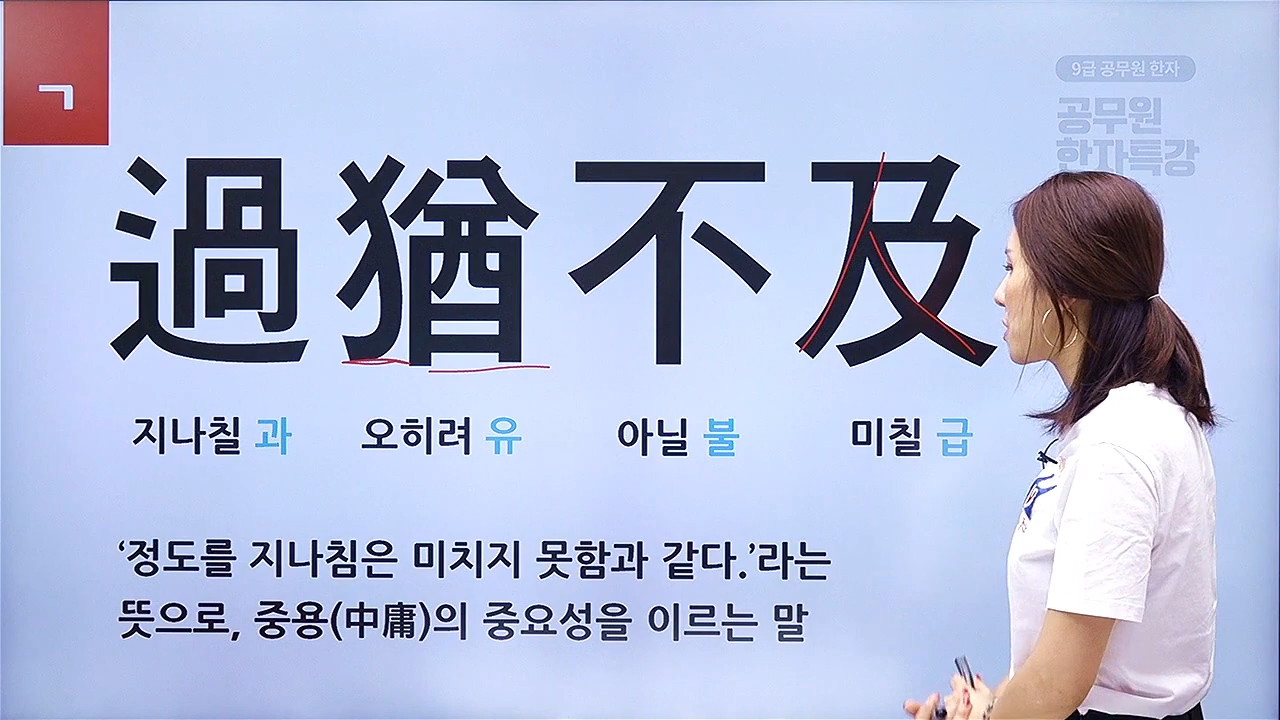 ㄱ
9급 공무원 한자
공무원
한자특강
過猶不及
지나칠 과 오히려 유 아닐 불 미칠 급
‘정도를 지나침은 미치지 못함과 같다.’라는
뜻으로, 중용(中庸)의 중요성을 이르는 말